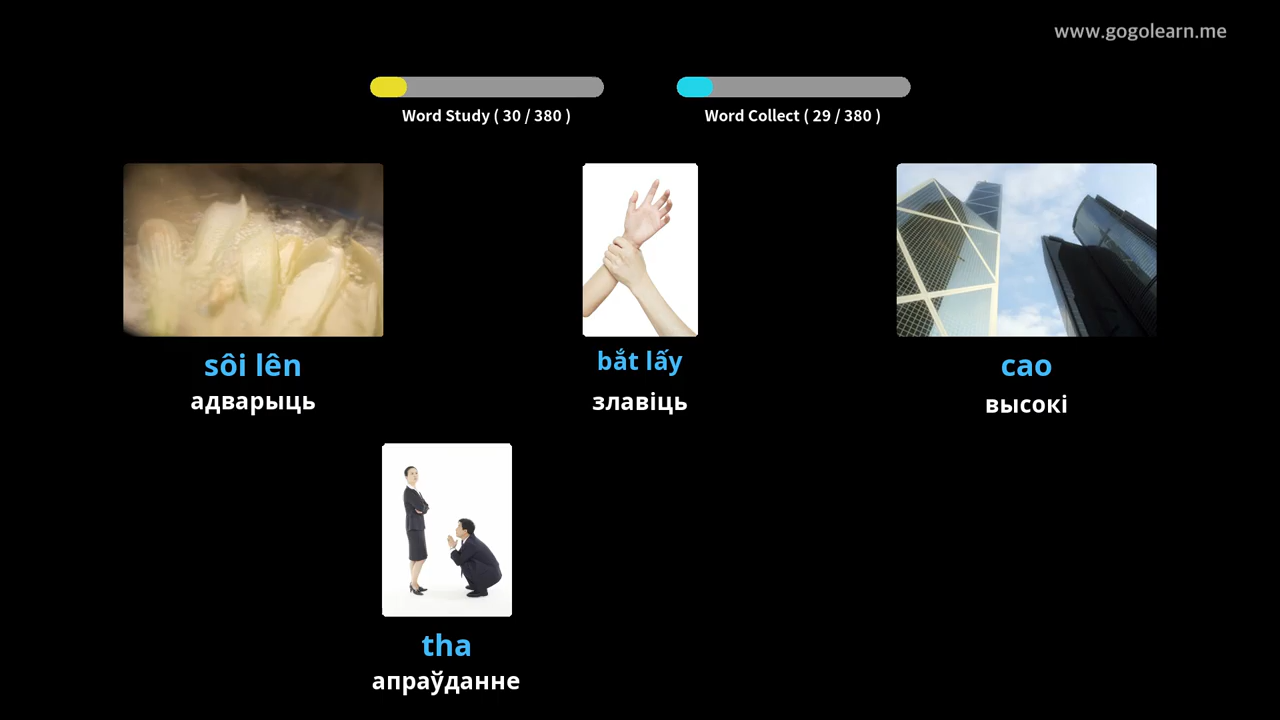 www.gogolearn.me
Word Study ( 30 / 380 )
Word Collect ( 29 / 380 )
sôi lên
адварыць
bắt lấy
злавіць
cao
высокі
tha
апраўданне